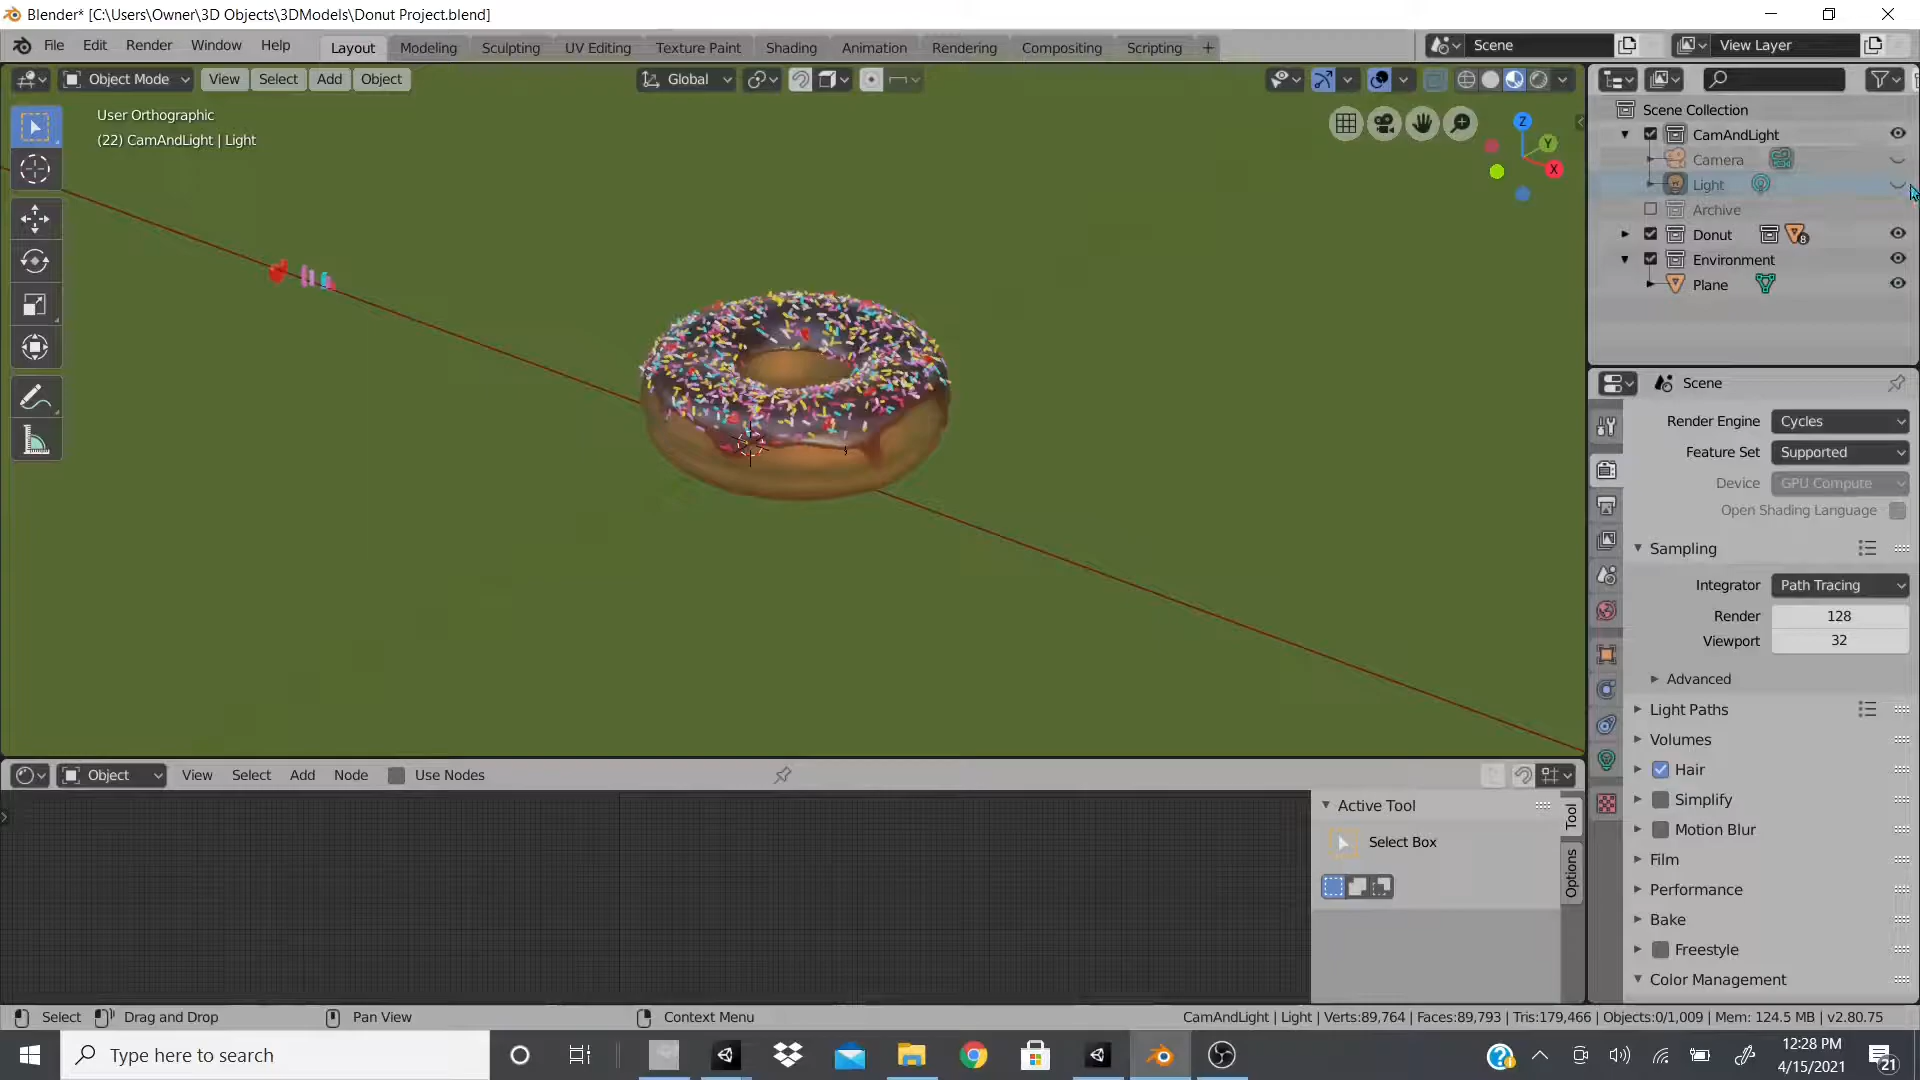 Blender* [C:\Users\Owner\3D Objects\3DModels\Donut Project.blend]
File Edit Render Window Help Layout Modeling Sculpting UV Editing Texture Paint Shading Animation Rendering Compositing Scripting + Scene View Layer
Object Mode View Select Add Object Global
User Orthographic
(22) CamAndLight | Light
Z
Y
X
Scene Collection
CamAndLight
Camera
Light
Archive
Donut 8
Environment
Plane
Scene
Render Engine Cycles
Feature Set Supported
Device GPU Compute
Open Shading Language
Sampling
Integrator Path Tracing
Render 128
Viewport 32
Advanced
Light Paths
Volumes
Hair
Simplify
Motion Blur
Film
Performance
Bake
Freestyle
Color Management
Object View Select Add Node Use Nodes
Active Tool
Select Box
Tool
Options
Select Drag and Drop Pan View Context Menu CamAndLight | Light | Verts:89,764 | Faces:89,793 | Tris:179,466 | Objects:0/1,009 | Mem: 124.5 MB | v2.80.75
Type here to search
12:28 PM
4/15/2021
21